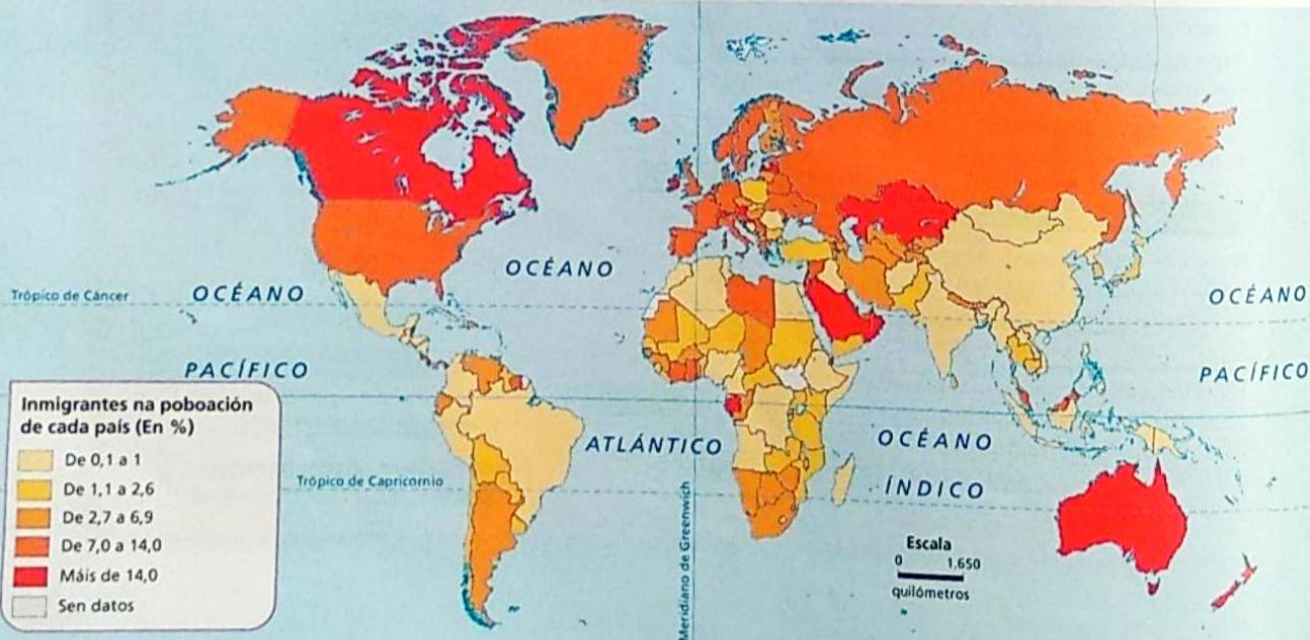 OCÉANO
Trópico de Cáncer
OCÉANO
OCÉANO
PACÍFICO
PACÍFICO
Inmigrantes na poboación
de cada país (En %)
De 0,1 a 1
De 1,1 a 2,6
De 2,7 a 6,9
De 7,0 a 14,0
Máis de 14,0
Sen datos
ATLÁNTICO
OCÉANO
Trópico de Capricornio
ÍNDICO
Meridiano de Greenwich
Escala
0 1.650
quilómetros